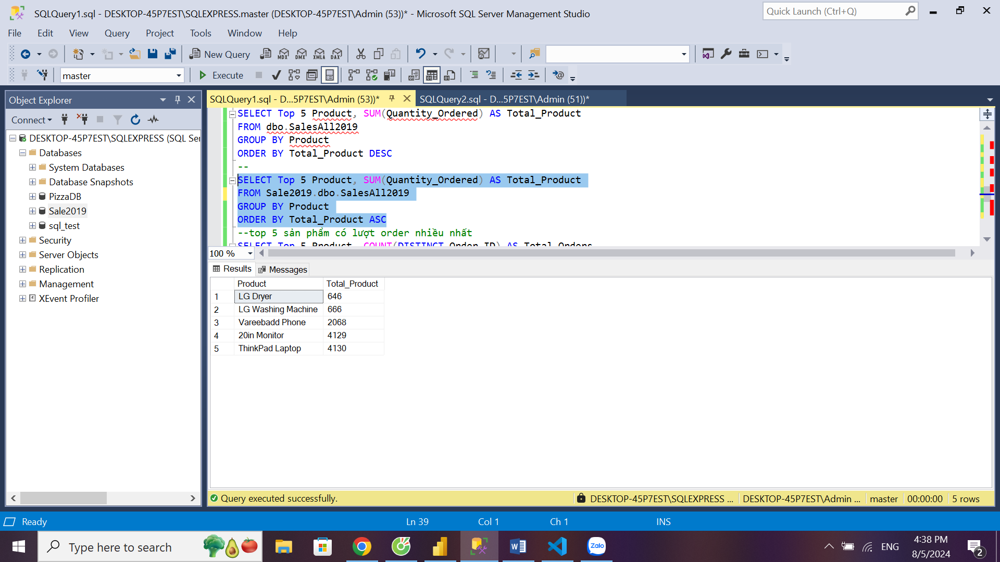 SQLQuery1.sql - DESKTOP-45P7EST\SQLEXPRESS.master (DESKTOP-45P7EST\Admin (53))* - Microsoft SQL Server Management Studio
Quick Launch (Ctrl+Q)
File Edit View Query Project Tools Window Help
New Query MDX DMX XMLA DAX
master Execute
Object Explorer
SQLQuery1.sql - D...5P7EST\Admin (53))* SQLQuery2.sql - D...5P7EST\Admin (51))*
Connect
DESKTOP-45P7EST\SQLEXPRESS (SQL Ser
Databases
System Databases
Database Snapshots
PizzaDB
Sale2019
sql_test
Security
Server Objects
Replication
Management
XEvent Profiler
SELECT Top 5 Product, SUM(Quantity_Ordered) AS Total_Product
FROM dbo.SalesAll2019
GROUP BY Product
ORDER BY Total_Product DESC
--
SELECT Top 5 Product, SUM(Quantity_Ordered) AS Total_Product
FROM Sale2019.dbo.SalesAll2019
GROUP BY Product
ORDER BY Total_Product ASC
--top 5 sản phẩm có lượt order nhiều nhất
SELECT Top 5 Product, COUNT(DISTINCT Order_ID) AS Total_Orders
100 %
Results Messages
Product Total_Product
1 LG Dryer 646
2 LG Washing Machine 666
3 Vareebadd Phone 2068
4 20in Monitor 4129
5 ThinkPad Laptop 4130
Query executed successfully. DESKTOP-45P7EST\SQLEXPRESS ... DESKTOP-45P7EST\Admin ... master 00:00:00 5 rows
Ready Ln 39 Col 1 Ch 1 INS
Type here to search
Zalo
ENG
4:38 PM
8/5/2024
2